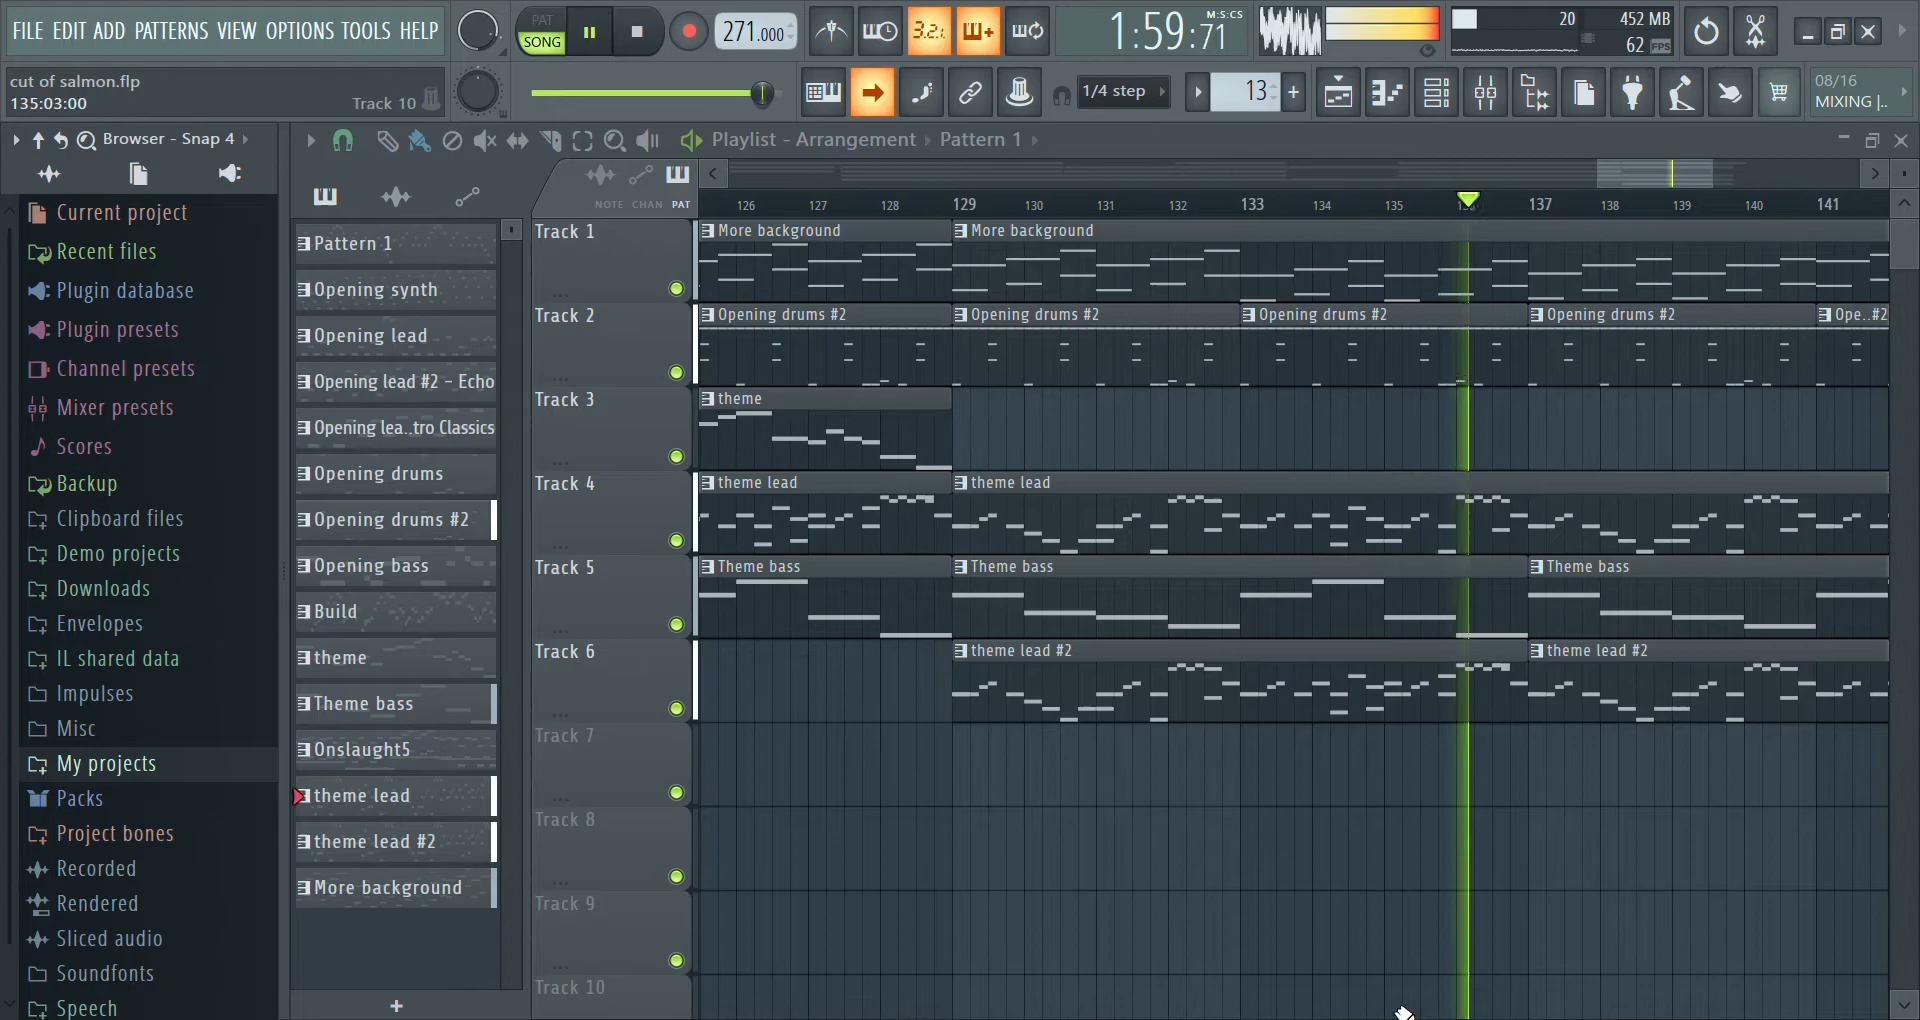 FILE EDIT ADD PATTERNS VIEW OPTIONS TOOLS HELP
PAT
SONG
271.000
3.2.1
1:59:71
M:S:CS
20
452 MB
62 FPS
cut of salmon.flp
135:03:00
Track 10
1/4 step
13
08/16
MIXING |..
Browser - Snap 4
Playlist - Arrangement
Pattern 1
NOTE CHAN PAT
126 127 128 129 130 131 132 133 134 135 137 138 139 140 141
Current project
Recent files
Plugin database
Plugin presets
Channel presets
Mixer presets
Scores
Backup
Clipboard files
Demo projects
Downloads
Envelopes
IL shared data
Impulses
Misc
My projects
Packs
Project bones
Recorded
Rendered
Sliced audio
Soundfonts
Speech
Pattern 1
Opening synth
Opening lead
Opening lead #2 - Echo
Opening lea..tro Classics
Opening drums
Opening drums #2
Opening bass
Build
theme
Theme bass
Onslaught5
theme lead
theme lead #2
More background
+
Track 1
More background
More background
Track 2
Opening drums #2
Opening drums #2
Opening drums #2
Opening drums #2
Ope..#2
Track 3
theme
Track 4
theme lead
theme lead
Track 5
Theme bass
Theme bass
Theme bass
Track 6
theme lead #2
theme lead #2
Track 7
Track 8
Track 9
Track 10